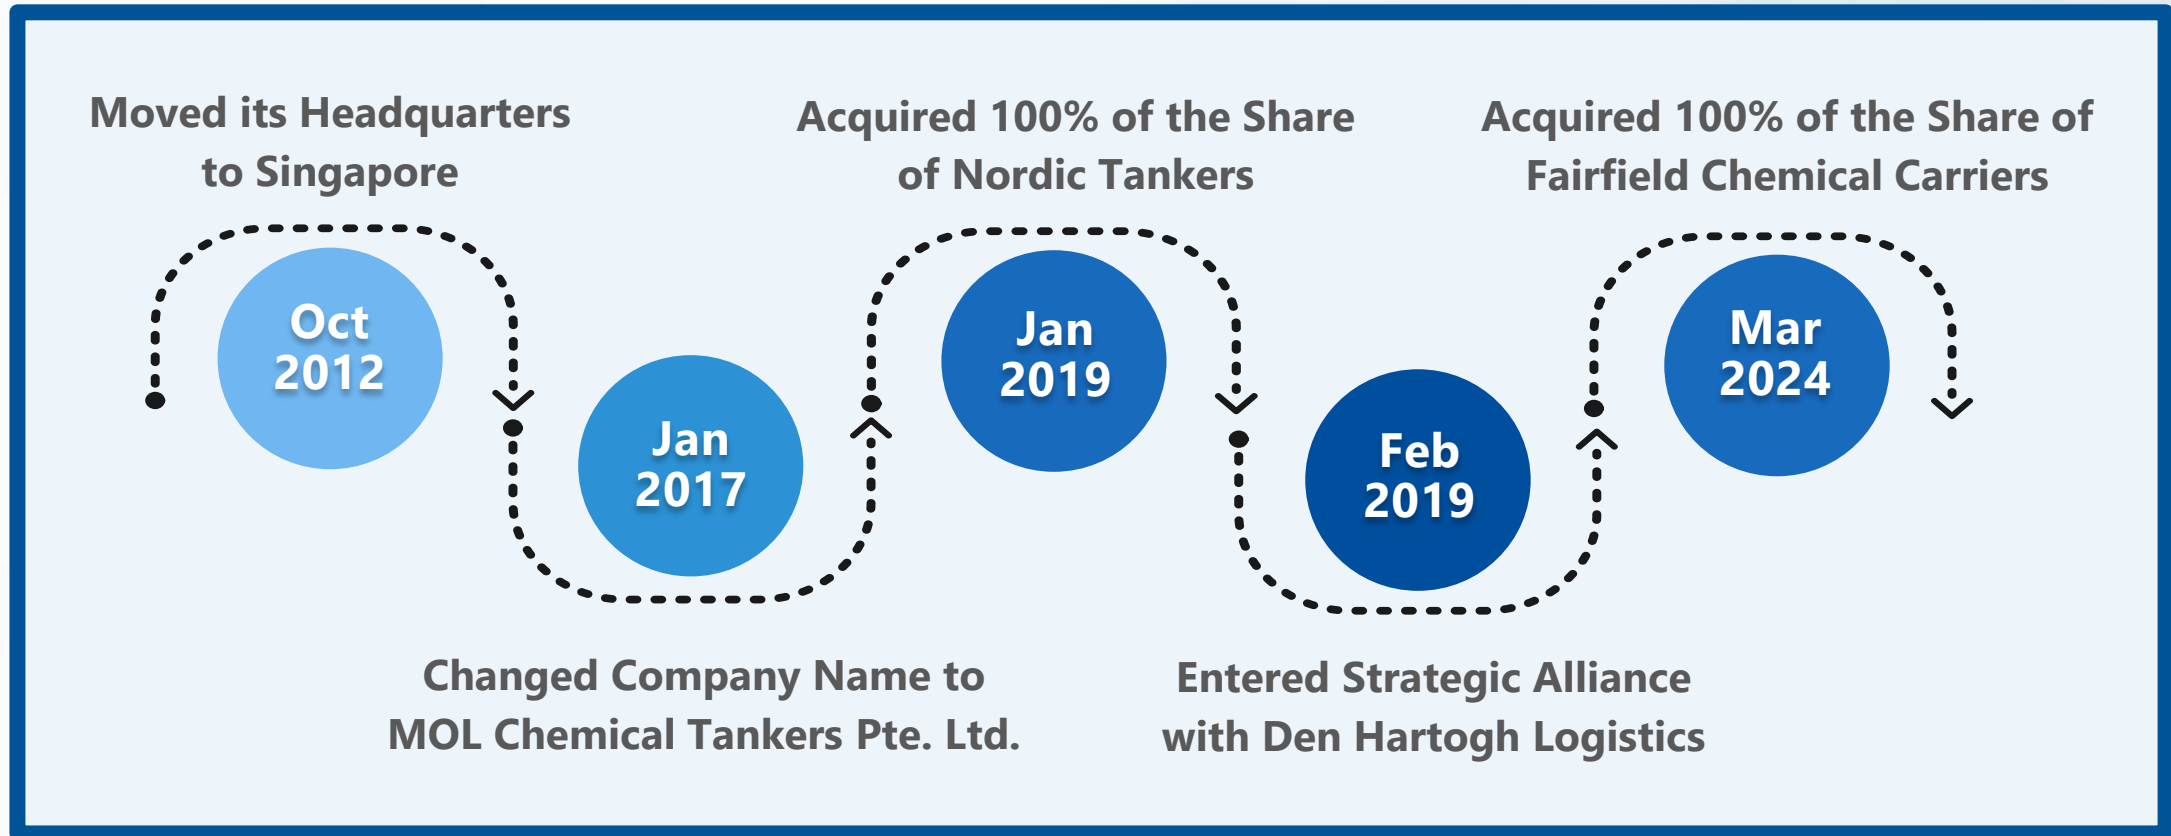 Moved its Headquarters
to Singapore
Oct
2012
Jan
2017
Changed Company Name to
MOL Chemical Tankers Pte. Ltd.
Acquired 100% of the Share
of Nordic Tankers
Jan
2019
Feb
2019
Entered Strategic Alliance
with Den Hartogh Logistics
Acquired 100% of the Share of
Fairfield Chemical Carriers
Mar
2024